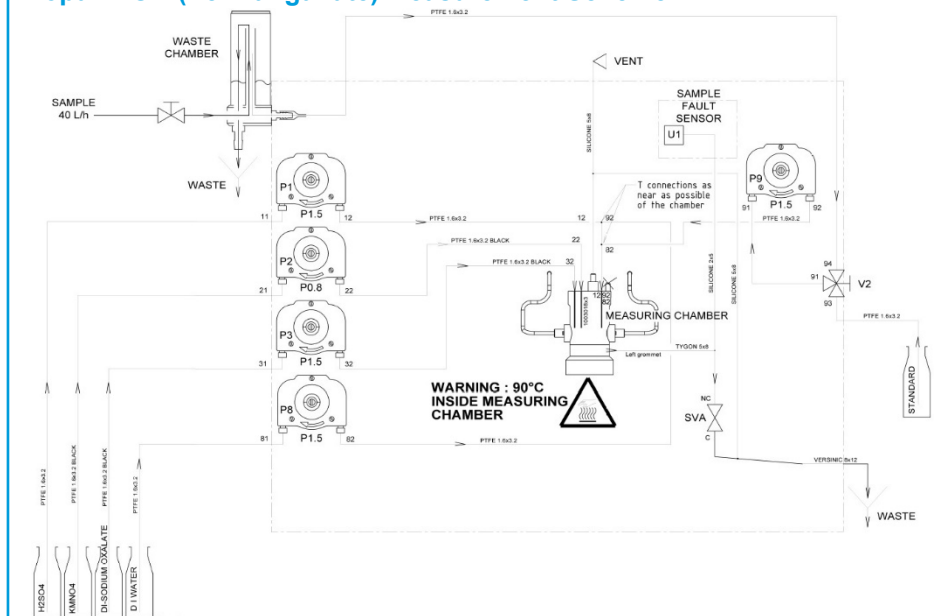 WASTE
CHAMBER
PTFE 1.6x3.2
VENT
SAMPLE
40 L/h
SAMPLE
FAULT
SENSOR
U1
SILICONE 5x8
WASTE
P1
P1.5
11
12
PTFE 1.6x3.2
12
92
T connections as
near as possible
of the chamber
P9
P1.5
91
92
PTFE 1.6x3.2
P2
P0.8
21
22
PTFE 1.6x3.2 BLACK
22
82
PTFE 1.6x3.2 BLACK
32
SILICONE 5x8
94
91
93
V2
PTFE 1.6x3.2
P3
P1.5
31
32
MEASURING CHAMBER
TYGON 5x8
Left grommet
WARNING : 90°C
INSIDE MEASURING
CHAMBER
STANDARD
NC
SVA
C
P8
P1.5
81
82
PTFE 1.6x3.2
WASTE
PTFE 1.6x3.2
PTFE 1.6x3.2 BLACK
PTFE 1.6x3.2 BLACK
PTFE 1.6x3.2
H2SO4
KMNO4
DI-SODIUM OXALATE
D I WATER